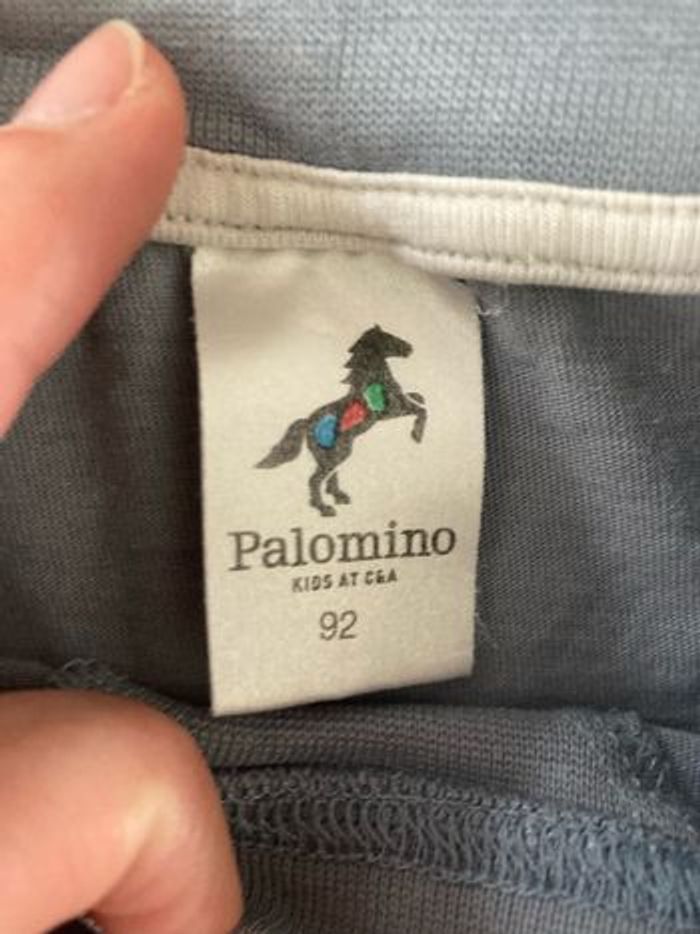 Palomino
KIDS AT C&A
92